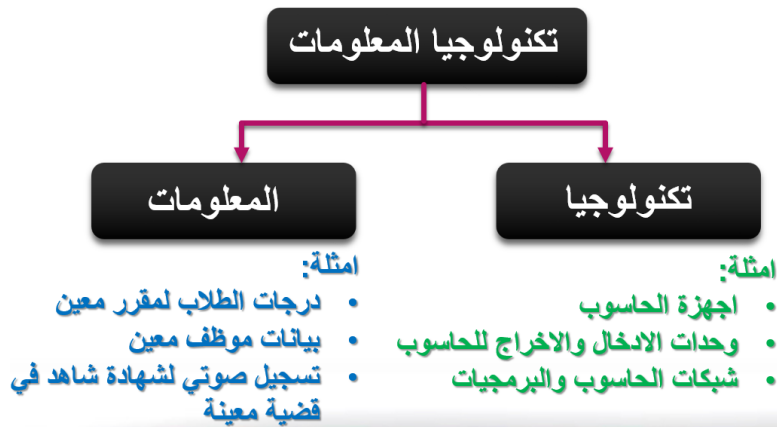 تكنولوجيا المعلومات
تكنولوجيا
امثلة:
• اجهزة الحاسوب
• وحدات الادخال والاخراج للحاسوب
• شبكات الحاسوب والبرمجيات
المعلومات
امثلة:
• درجات الطلاب لمقرر معين
• بيانات موظف معين
• تسجيل صوتي لشهادة شاهد في
قضية معينة